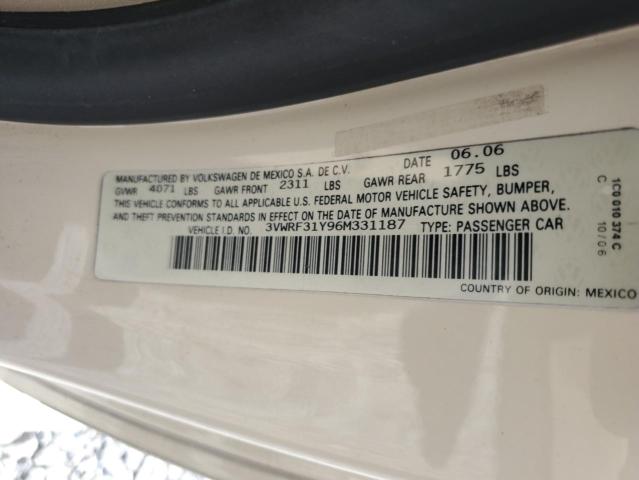 MANUFACTURED BY VOLKSWAGEN DE MEXICO S.A. DE C.V. DATE 06.06
GVWR 4071 LBS GAWR FRONT 2311 LBS GAWR REAR 1775 LBS
THIS VEHICLE CONFORMS TO ALL APPLICABLE U.S. FEDERAL MOTOR VEHICLE SAFETY, BUMPER,
AND THEFT PREVENTION STANDARDS IN EFFECT ON THE DATE OF MANUFACTURE SHOWN ABOVE.
VEHICLE I.D. NO. 3VWRF31Y96M331187 TYPE: PASSENGER CAR
COUNTRY OF ORIGIN: MEXICO
1C0 010 274 C
C 10/06